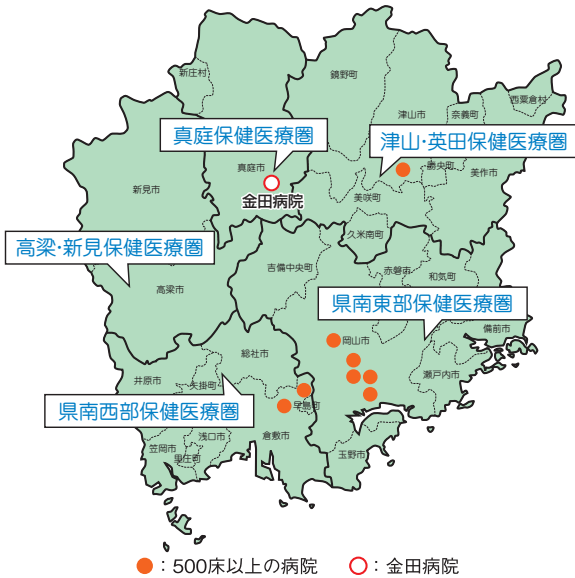 鏡野町
新庄村
西粟倉村
津山市
奈義町
真庭保健医療圏
津山・英田保健医療圏
真庭市
勝央町
美作市
新見市
美咲町
金田病院
久米南町
高梁・新見保健医療圏
吉備中央町
赤磐市
和気町
高梁市
県南東部保健医療圏
備前市
岡山市
総社市
瀬戸内市
井原市
矢掛町
早島町
県南西部保健医療圏
浅口市
倉敷市
笠岡市
里庄町
玉野市
：500床以上の病院
：金田病院